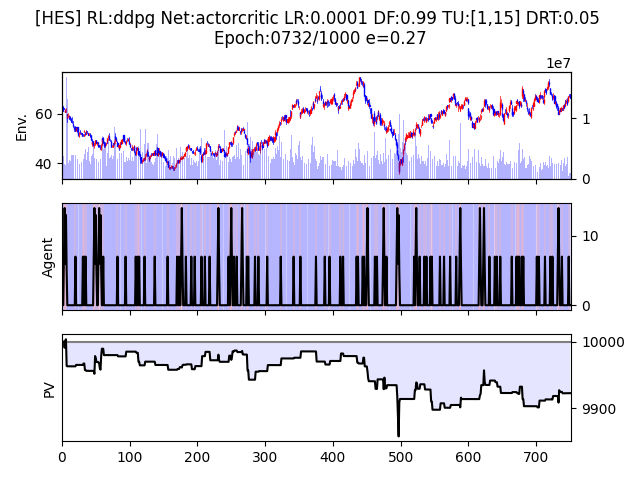 [HES] RL:ddpg Net:actorcritic LR:0.0001 DF:0.99 TU:[1,15] DRT:0.05
Epoch:0732/1000 e=0.27
1e7
Env.
60
40
1
0
Agent
10
0
PV
10000
9900
0 100 200 300 400 500 600 700